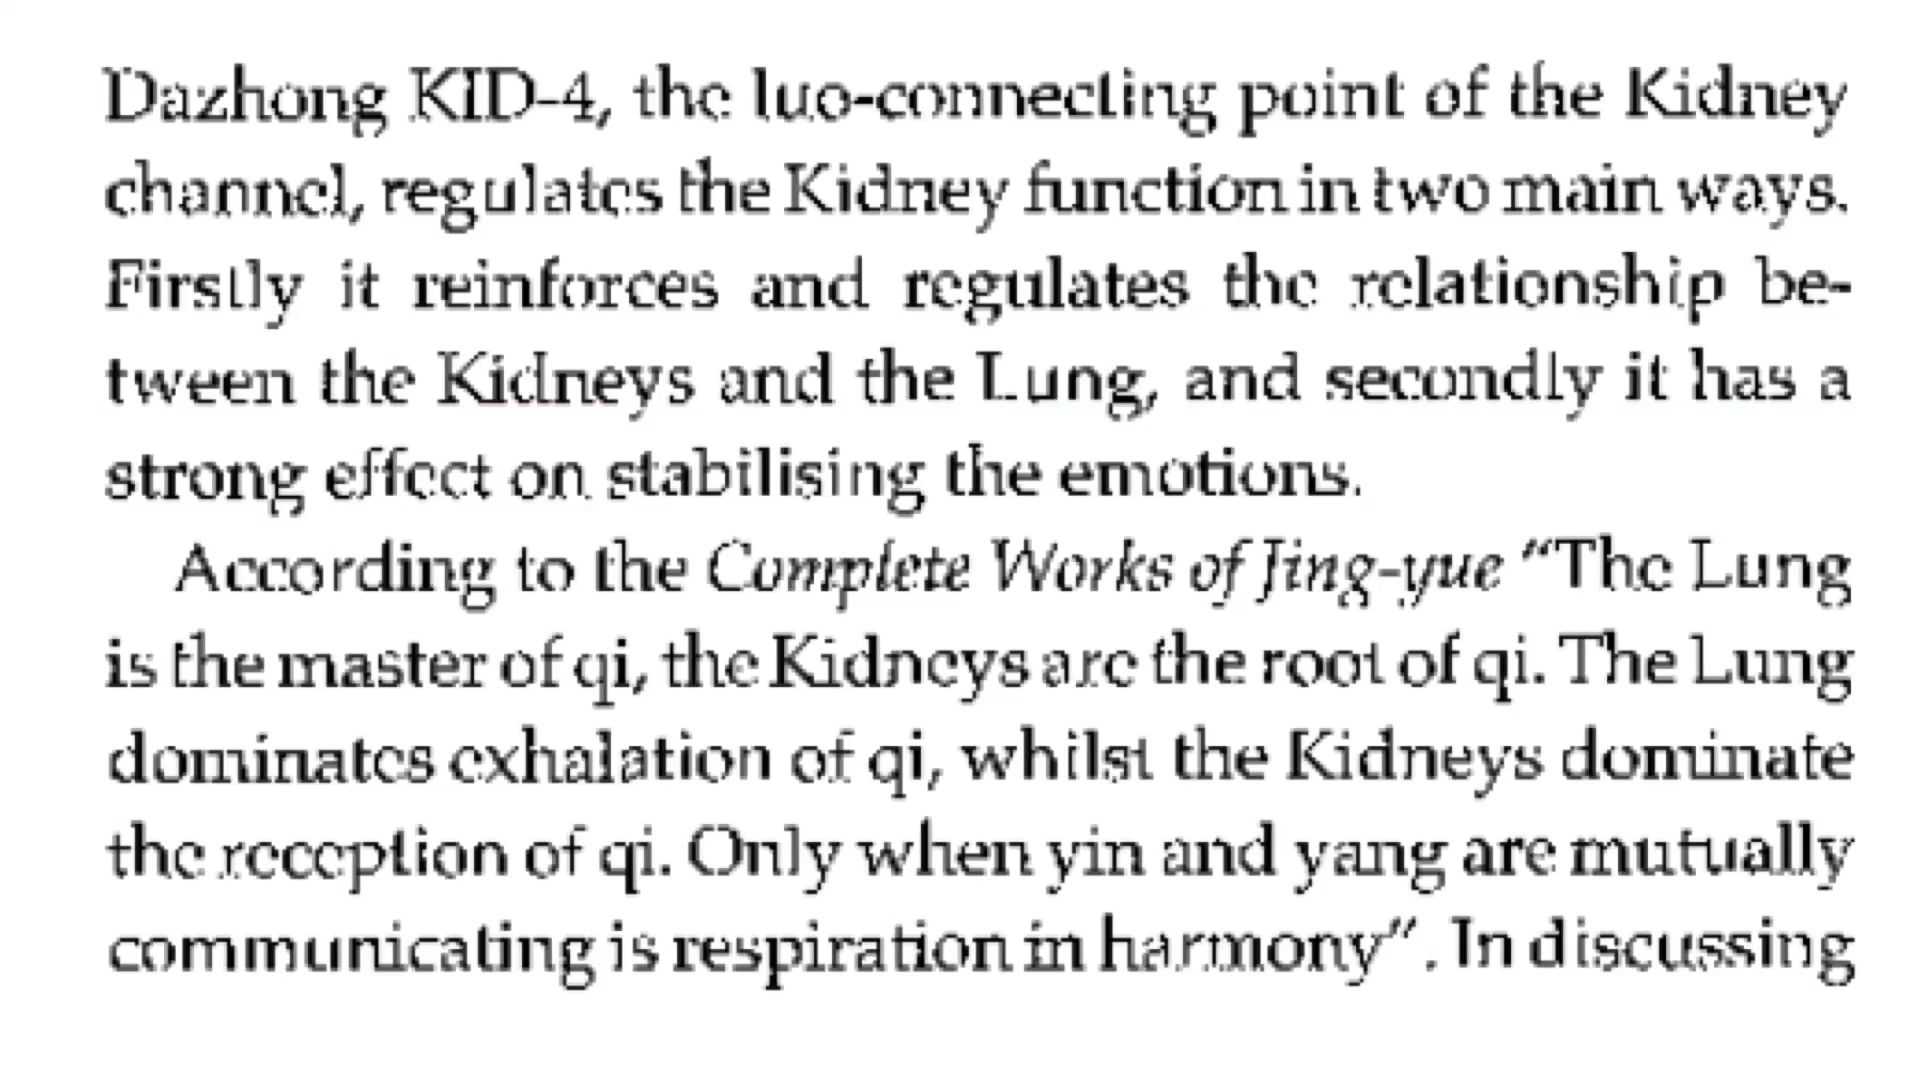 Dazhong KID-4, the luo-connecting point of the Kidney
channel, regulates the Kidney function in two main ways.
Firstly it reinforces and regulates the relationship be-
tween the Kidneys and the Lung, and secondly it has a
strong effect on stabilising the emotions.
According to the Complete Works of Jing-yue “The Lung
is the master of qi, the Kidneys are the root of qi. The Lung
dominates exhalation of qi, whilst the Kidneys dominate
the reception of qi. Only when yin and yang are mutually
communicating is respiration in harmony”. In discussing